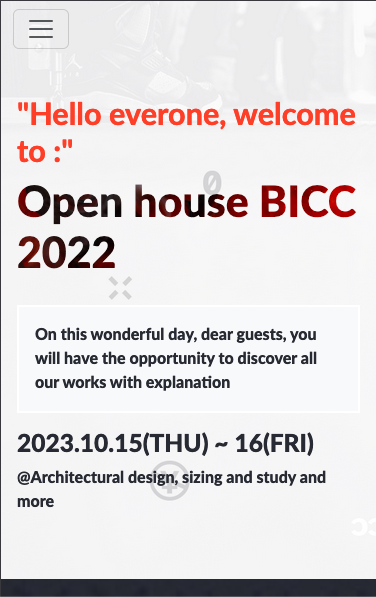 "Hello everone, welcome
to :"
Open house BICC
2022
On this wonderful day, dear guests, you
will have the opportunity to discover all
our works with explanation
2023.10.15(THU) ~ 16(FRI)
@Architectural design, sizing and study and
more